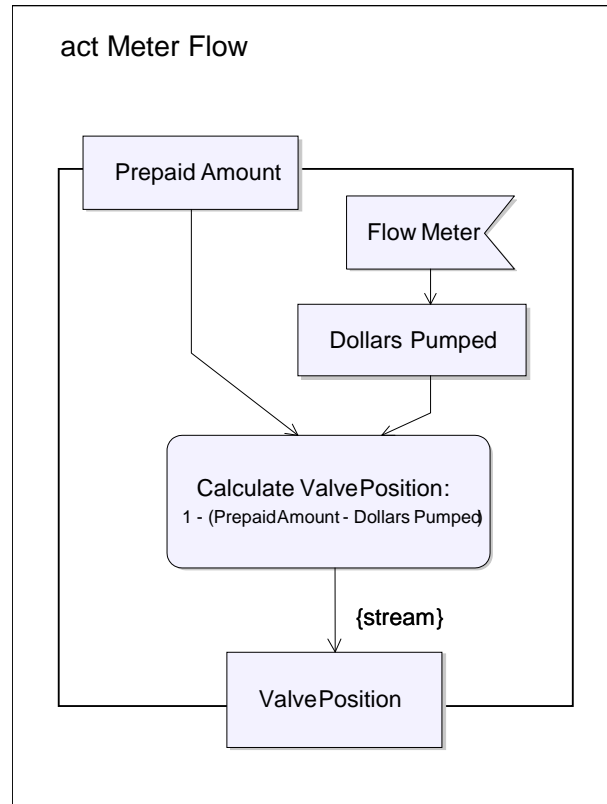 act Meter Flow
Prepaid Amount
Flow Meter
Dollars Pumped
Calculate ValvePosition:
1 - (PrepaidAmount - Dollars Pumped)
{stream}
ValvePosition